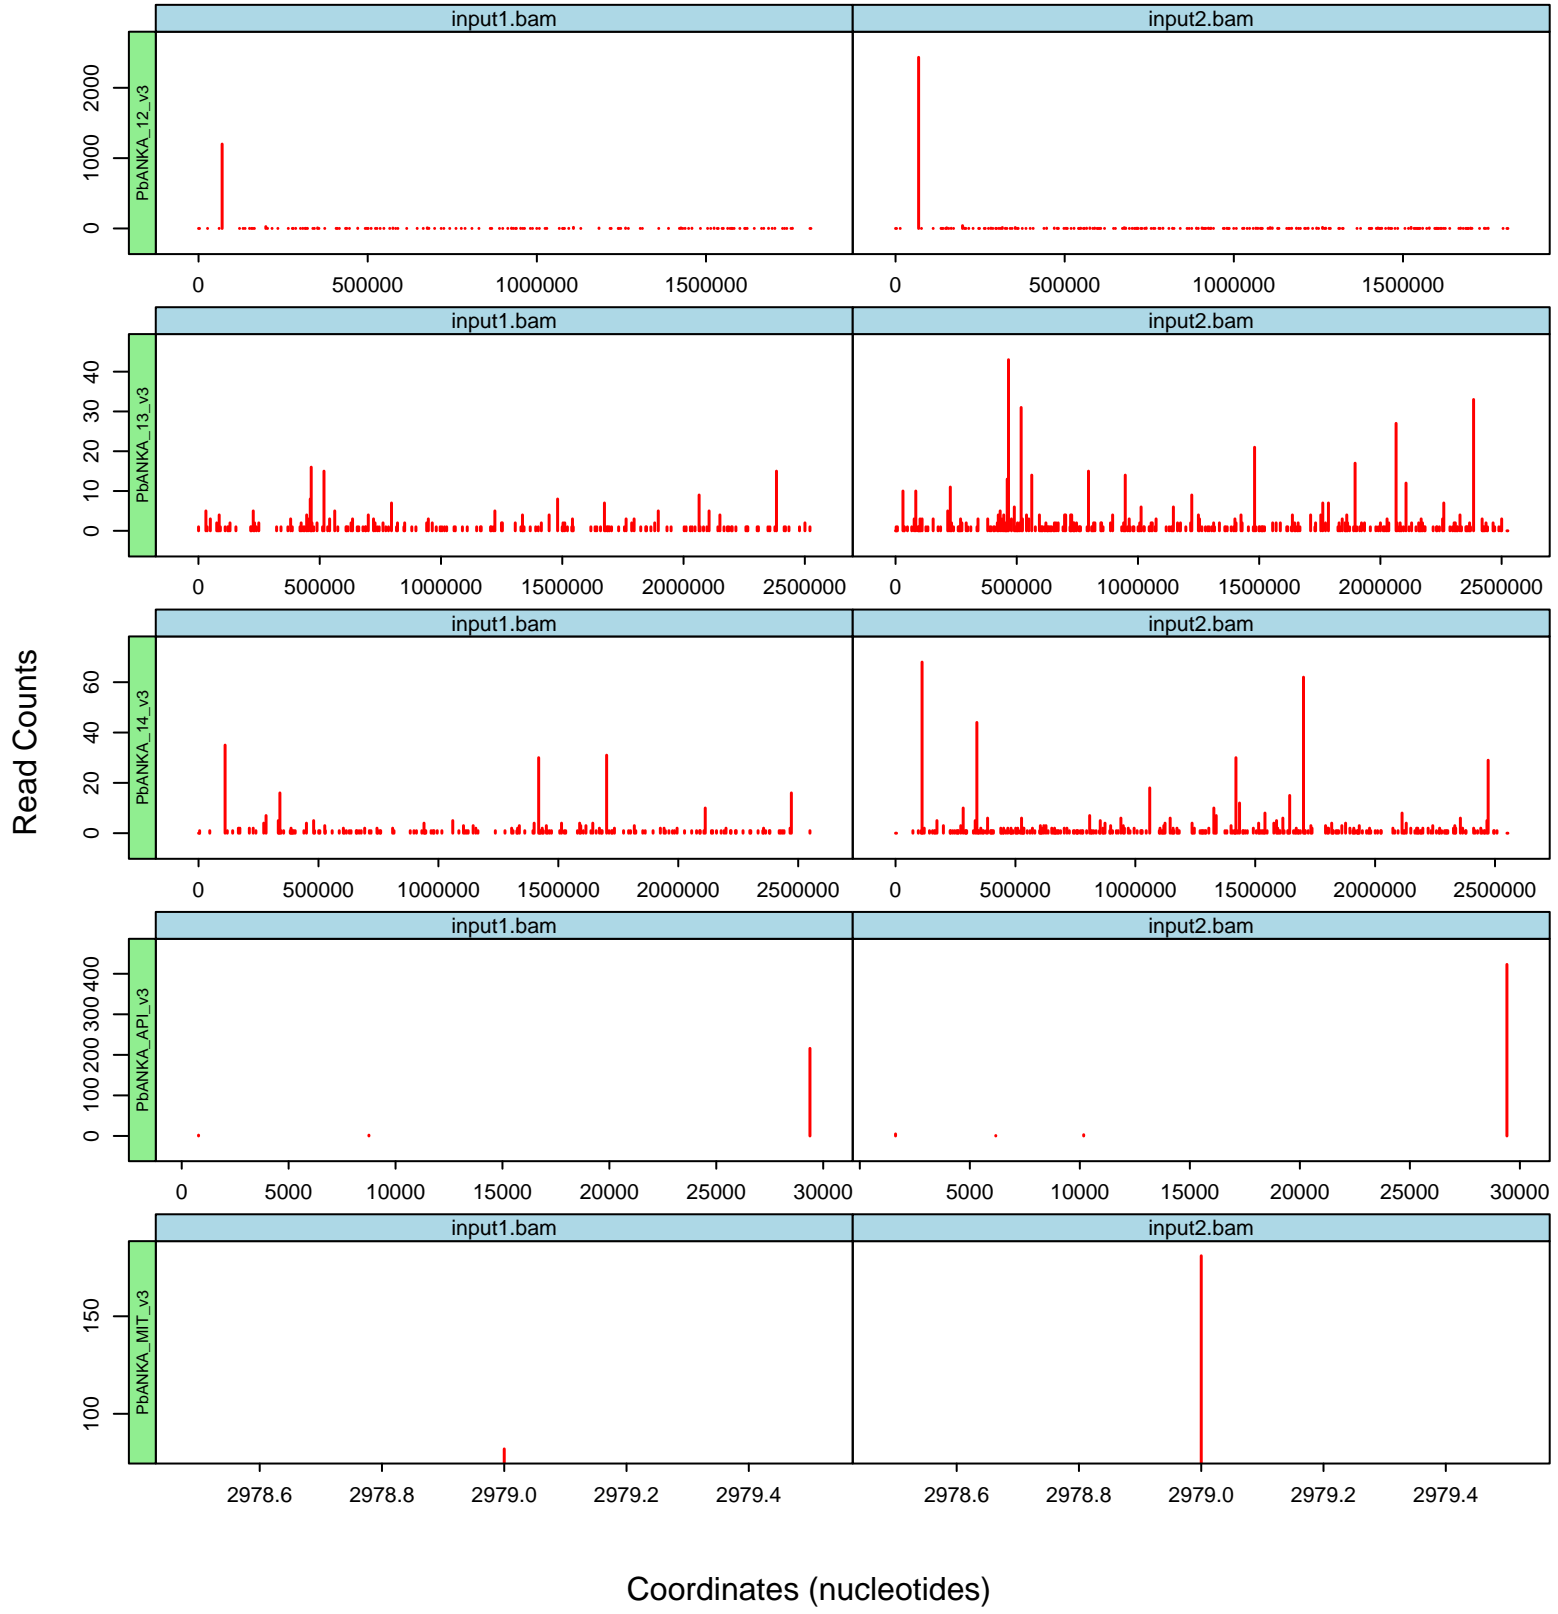 input1.bam input2.bam
PbANKA_12_v3
2000
1000
0
0 500000 1000000 1500000 0 500000 1000000 1500000
input1.bam input2.bam
PbANKA_13_v3
40
30
20
10
0
0 500000 1000000 1500000 2000000 2500000 0 500000 1000000 1500000 2000000 2500000
input1.bam input2.bam
Read Counts
PbANKA_14_v3
60
40
20
0
0 500000 1000000 1500000 2000000 2500000 0 500000 1000000 1500000 2000000 2500000
input1.bam input2.bam
PbANKA_API_v3
400
300
200
100
0
0 5000 10000 15000 20000 25000 30000 5000 10000 15000 20000 25000 30000
input1.bam input2.bam
PbANKA_MIT_v3
150
100
2978.6 2978.8 2979.0 2979.2 2979.4 2978.6 2978.8 2979.0 2979.2 2979.4
Coordinates (nucleotides)